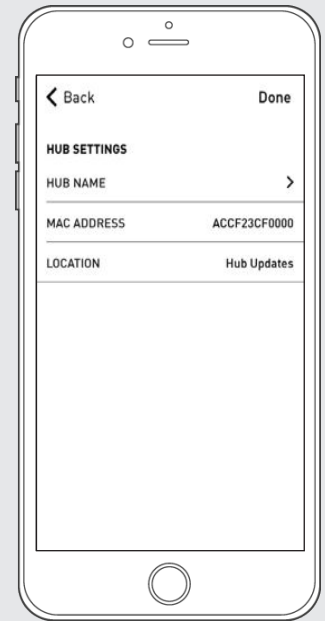 Back Done
HUB SETTINGS
HUB NAME
MAC ADDRESS ACCF23CF0000
LOCATION Hub Updates